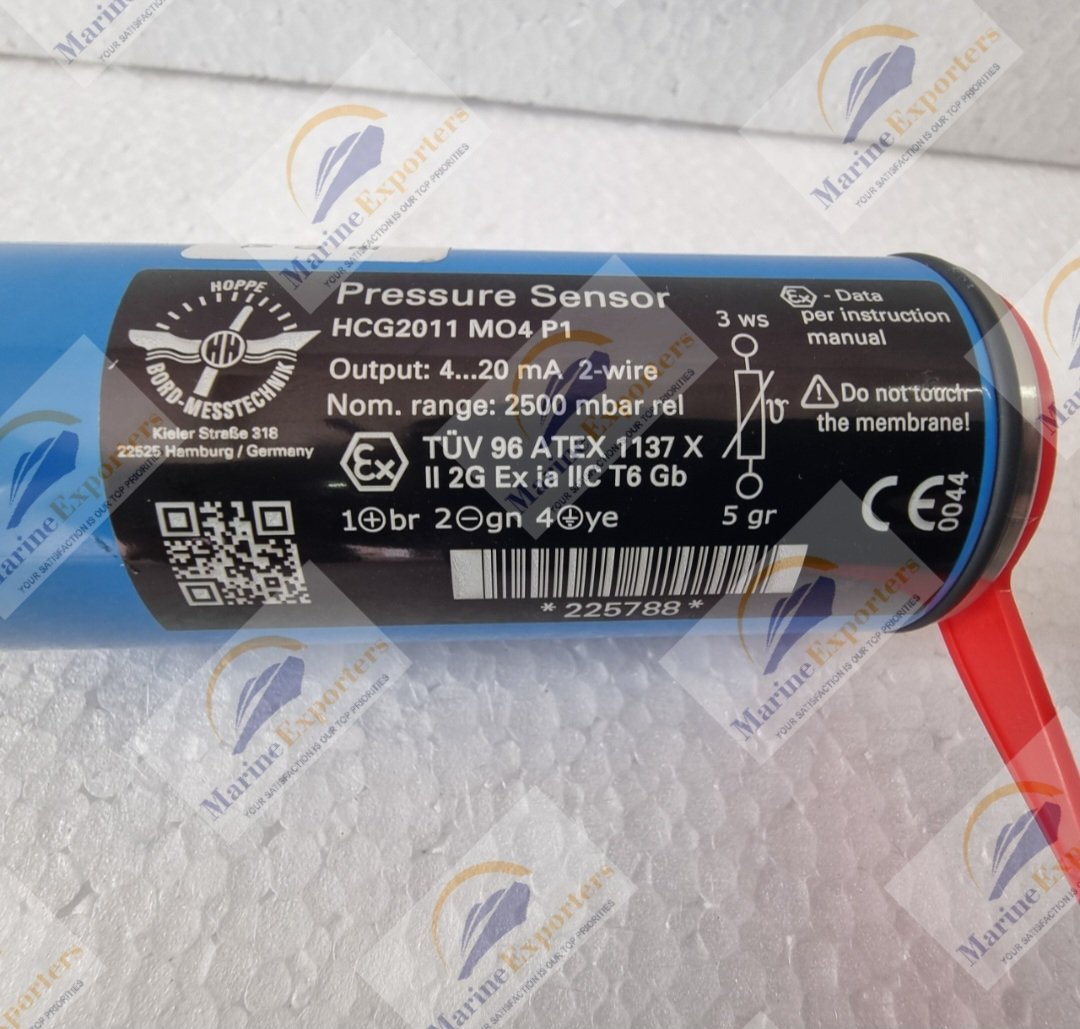 HOPPE
BORD-MESSTECHNIK
Kieler Straße 318
22525 Hamburg / Germany
Pressure Sensor
HCG2011 MO4 P1
Output: 4...20 mA 2-wire
Nom. range: 2500 mbar rel
Ex
TÜV 96 ATEX 1137 X
II 2G Ex ia IIC T6 Gb
1⊕br 2⊖gn 4⏚ye
*225788*
3 ws
ϑ
5 gr
Ex - Data
per instruction
manual
Do not touch
the membrane!
CE 0044
Marine Exporters
YOUR SATISFACTION IS OUR TOP PRIORITIES